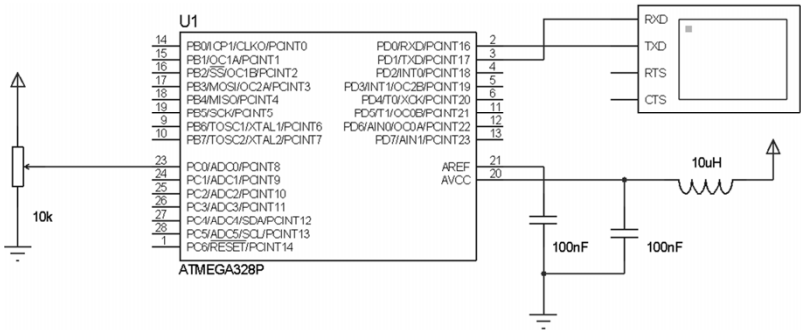 U1
14 PB0/ICP1/CLKO/PCINT0
15 PB1/OC1A/PCINT1
16 PB2/SS/OC1B/PCINT2
17 PB3/MOSI/OC2A/PCINT3
18 PB4/MISO/PCINT4
19 PB5/SCK/PCINT5
9 PB6/TOSC1/XTAL1/PCINT6
10 PB7/TOSC2/XTAL2/PCINT7
23 PC0/ADC0/PCINT8
24 PC1/ADC1/PCINT9
25 PC2/ADC2/PCINT10
26 PC3/ADC3/PCINT11
27 PC4/ADC4/SDA/PCINT12
28 PC5/ADC5/SCL/PCINT13
1 PC6/RESET/PCINT14
PD0/RXD/PCINT16 2
PD1/TXD/PCINT17 3
PD2/INT0/PCINT18 4
PD3/INT1/OC2B/PCINT19 5
PD4/T0/XCK/PCINT20 6
PD5/T1/OC0B/PCINT21 11
PD6/AIN0/OC0A/PCINT22 12
PD7/AIN1/PCINT23 13
AREF 21
AVCC 20
ATMEGA328P
RXD
TXD
RTS
CTS
10k
10uH
100nF
100nF